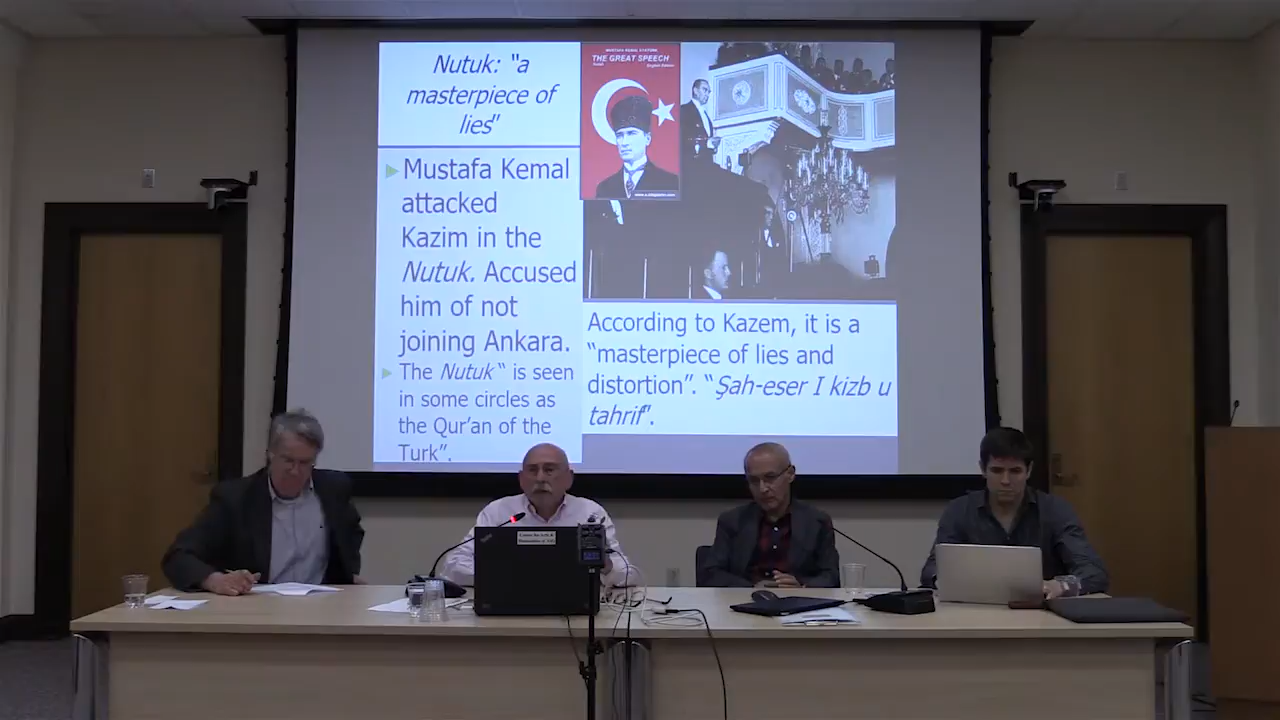 Nutuk: "a
masterpiece of
lies"
Mustafa Kemal
attacked
Kazim in the
Nutuk. Accused
him of not
joining Ankara.
The Nutuk " is seen
in some circles as
the Qur'an of the
Turk".
THE GREAT SPEECH
According to Kazem, it is a
"masterpiece of lies and
distortion". "Şah-eser I kizb u
tahrif".